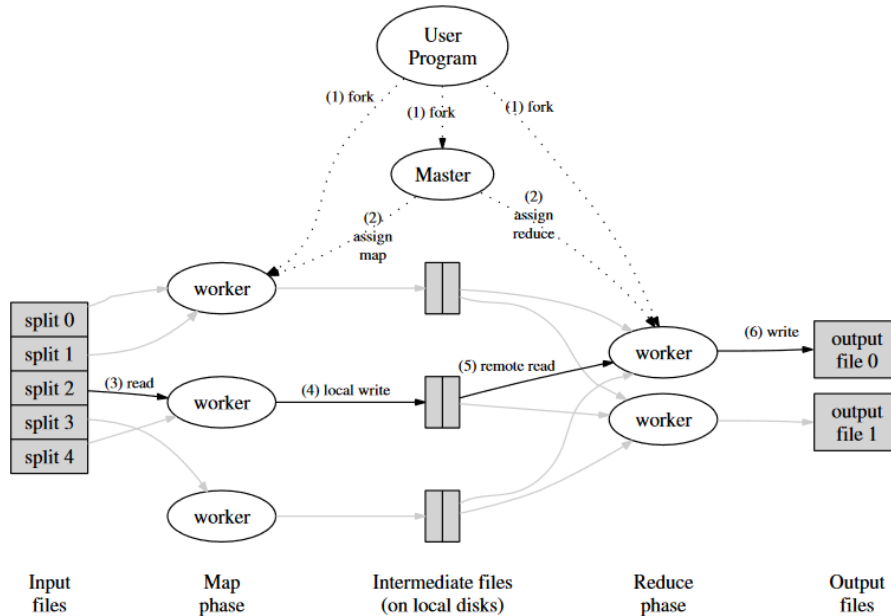 User
Program
(1) fork
(1) fork
(1) fork
Master
(2)
assign
map
(2)
assign
reduce
split 0
split 1
split 2
split 3
split 4
(3) read
worker
worker
worker
(4) local write
(5) remote read
worker
worker
(6) write
output
file 0
output
file 1
Input
files
Map
phase
Intermediate files
(on local disks)
Reduce
phase
Output
files